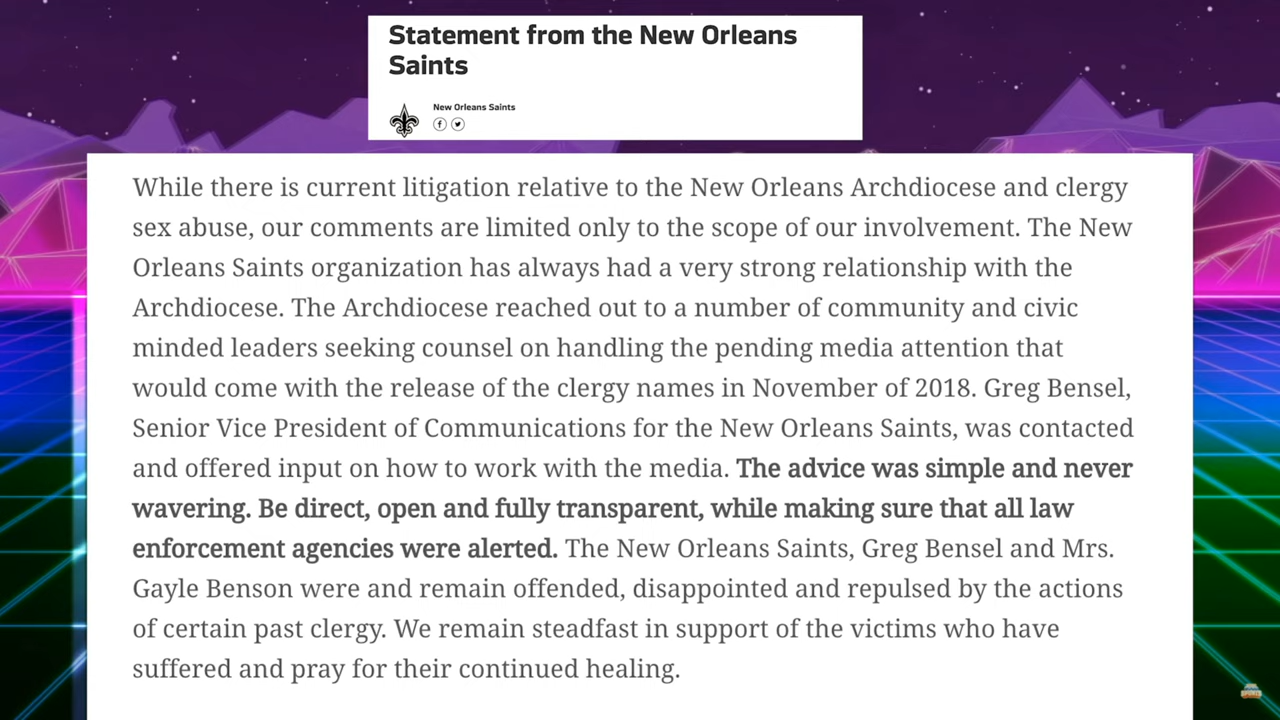 Statement from the New Orleans
Saints
New Orleans Saints
While there is current litigation relative to the New Orleans Archdiocese and clergy
sex abuse, our comments are limited only to the scope of our involvement. The New
Orleans Saints organization has always had a very strong relationship with the
Archdiocese. The Archdiocese reached out to a number of community and civic
minded leaders seeking counsel on handling the pending media attention that
would come with the release of the clergy names in November of 2018. Greg Bensel,
Senior Vice President of Communications for the New Orleans Saints, was contacted
and offered input on how to work with the media. The advice was simple and never
wavering. Be direct, open and fully transparent, while making sure that all law
enforcement agencies were alerted. The New Orleans Saints, Greg Bensel and Mrs.
Gayle Benson were and remain offended, disappointed and repulsed by the actions
of certain past clergy. We remain steadfast in support of the victims who have
suffered and pray for their continued healing.